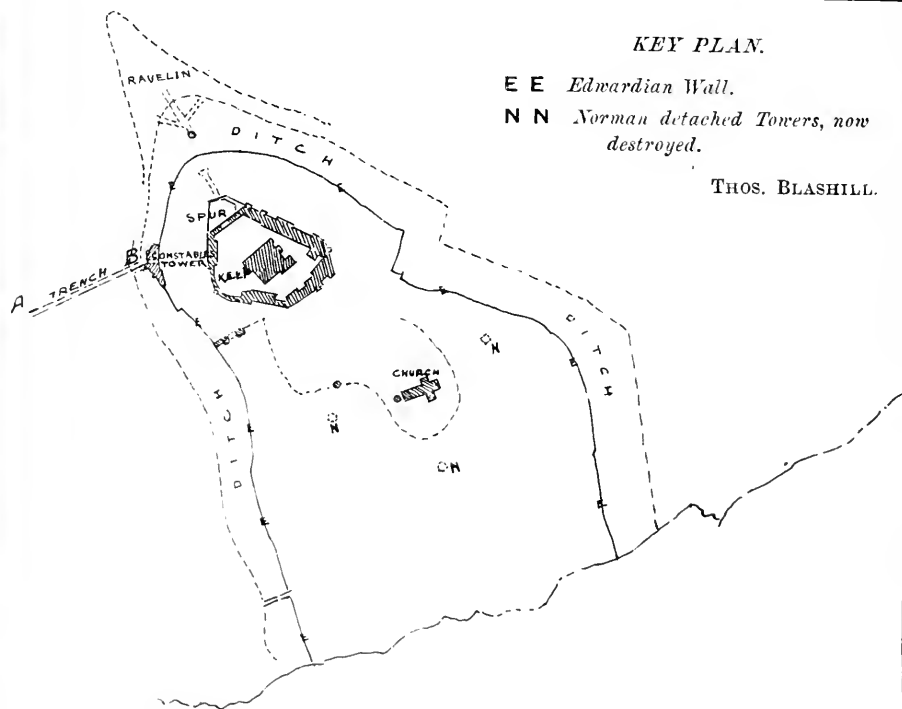 KEY PLAN.
E E Edwardian Wall.
N N Norman detached Towers, now
destroyed.
THOS. BLASHILL.
RAVELIN
DITCH
E
E
SPUR
B
CONSTABLES
TOWER
KEEP
A
TRENCH
E
E
DITCH
N
E
CHURCH
DITCH
N
E
N
E
E
E